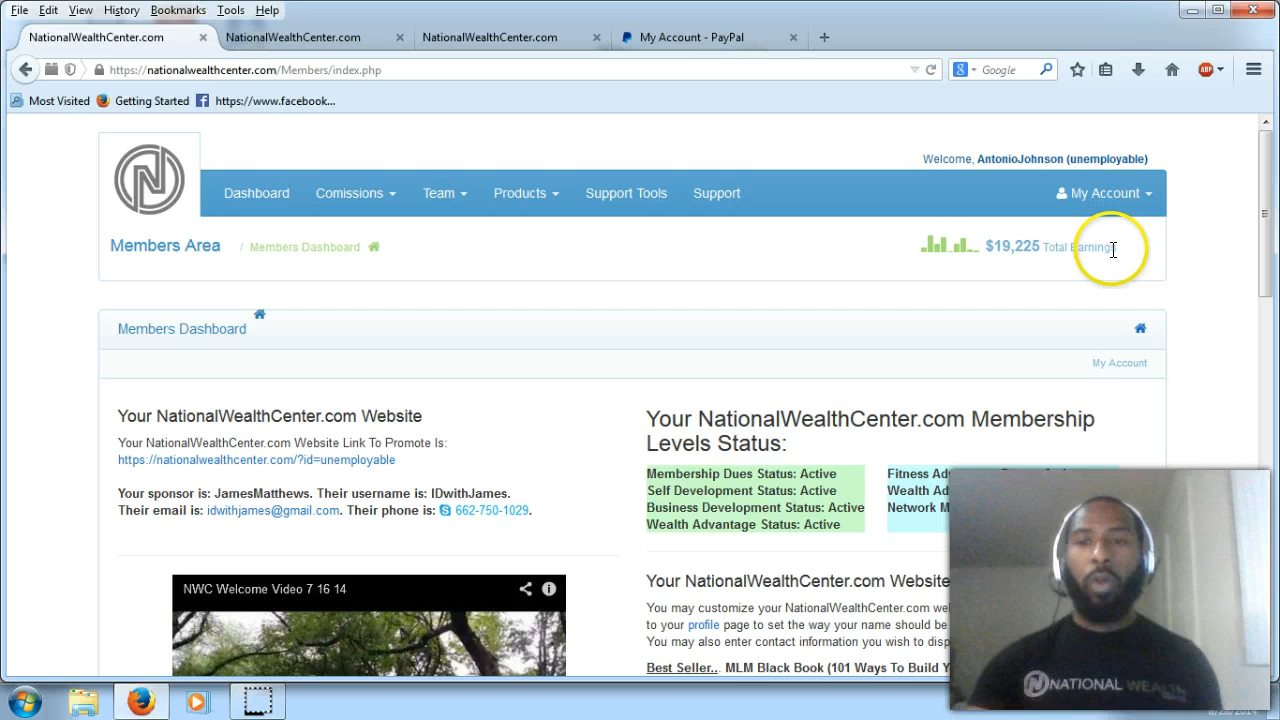 File Edit View History Bookmarks Tools Help
NationalWealthCenter.com NationalWealthCenter.com NationalWealthCenter.com My Account - PayPal
https://nationalwealthcenter.com/Members/index.php Google ABP
Most Visited Getting Started https://www.facebook...
Welcome, AntonioJohnson (unemployable)
Dashboard Comissions Team Products Support Tools Support My Account
Members Area / Members Dashboard $19,225 Total Earnings
Members Dashboard
My Account
Your NationalWealthCenter.com Website
Your NationalWealthCenter.com Website Link To Promote Is:
https://nationalwealthcenter.com/?id=unemployable
Your sponsor is: JamesMatthews. Their username is: IDwithJames.
Their email is: idwithjames@gmail.com. Their phone is: 662-750-1029.
NWC Welcome Video 7 16 14
Your NationalWealthCenter.com Membership
Levels Status:
Membership Dues Status: Active
Self Development Status: Active
Business Development Status: Active
Wealth Advantage Status: Active
Fitness Adv
Wealth Ad
Network M
Your NationalWealthCenter.com Website
You may customize your NationalWealthCenter.com we
to your profile page to set the way your name should be
You may also enter contact information you wish to disp
Best Seller.. MLM Black Book (101 Ways To Build Y
NATIONAL WEALTH